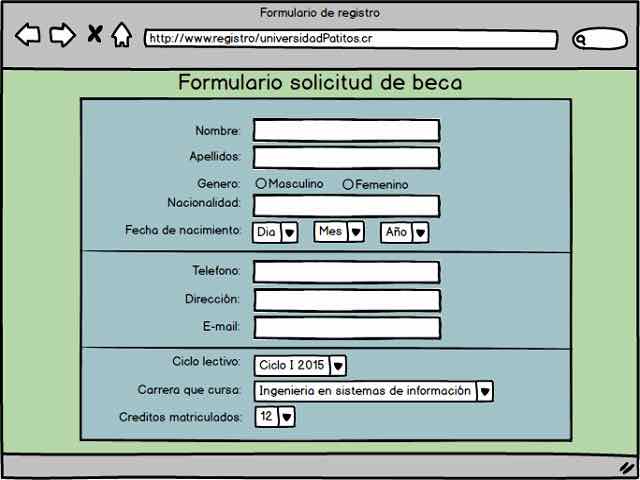 Formulario de registro
http://www.registro/universidadPatitos.cr
Formulario solicitud de beca
Nombre:
Apellidos:
Genero: Masculino Femenino
Nacionalidad:
Fecha de nacimiento: Dia Mes Año
Telefono:
Dirección:
E-mail:
Ciclo lectivo: Ciclo I 2015
Carrera que cursa: Ingenieria en sistemas de información
Creditos matriculados: 12